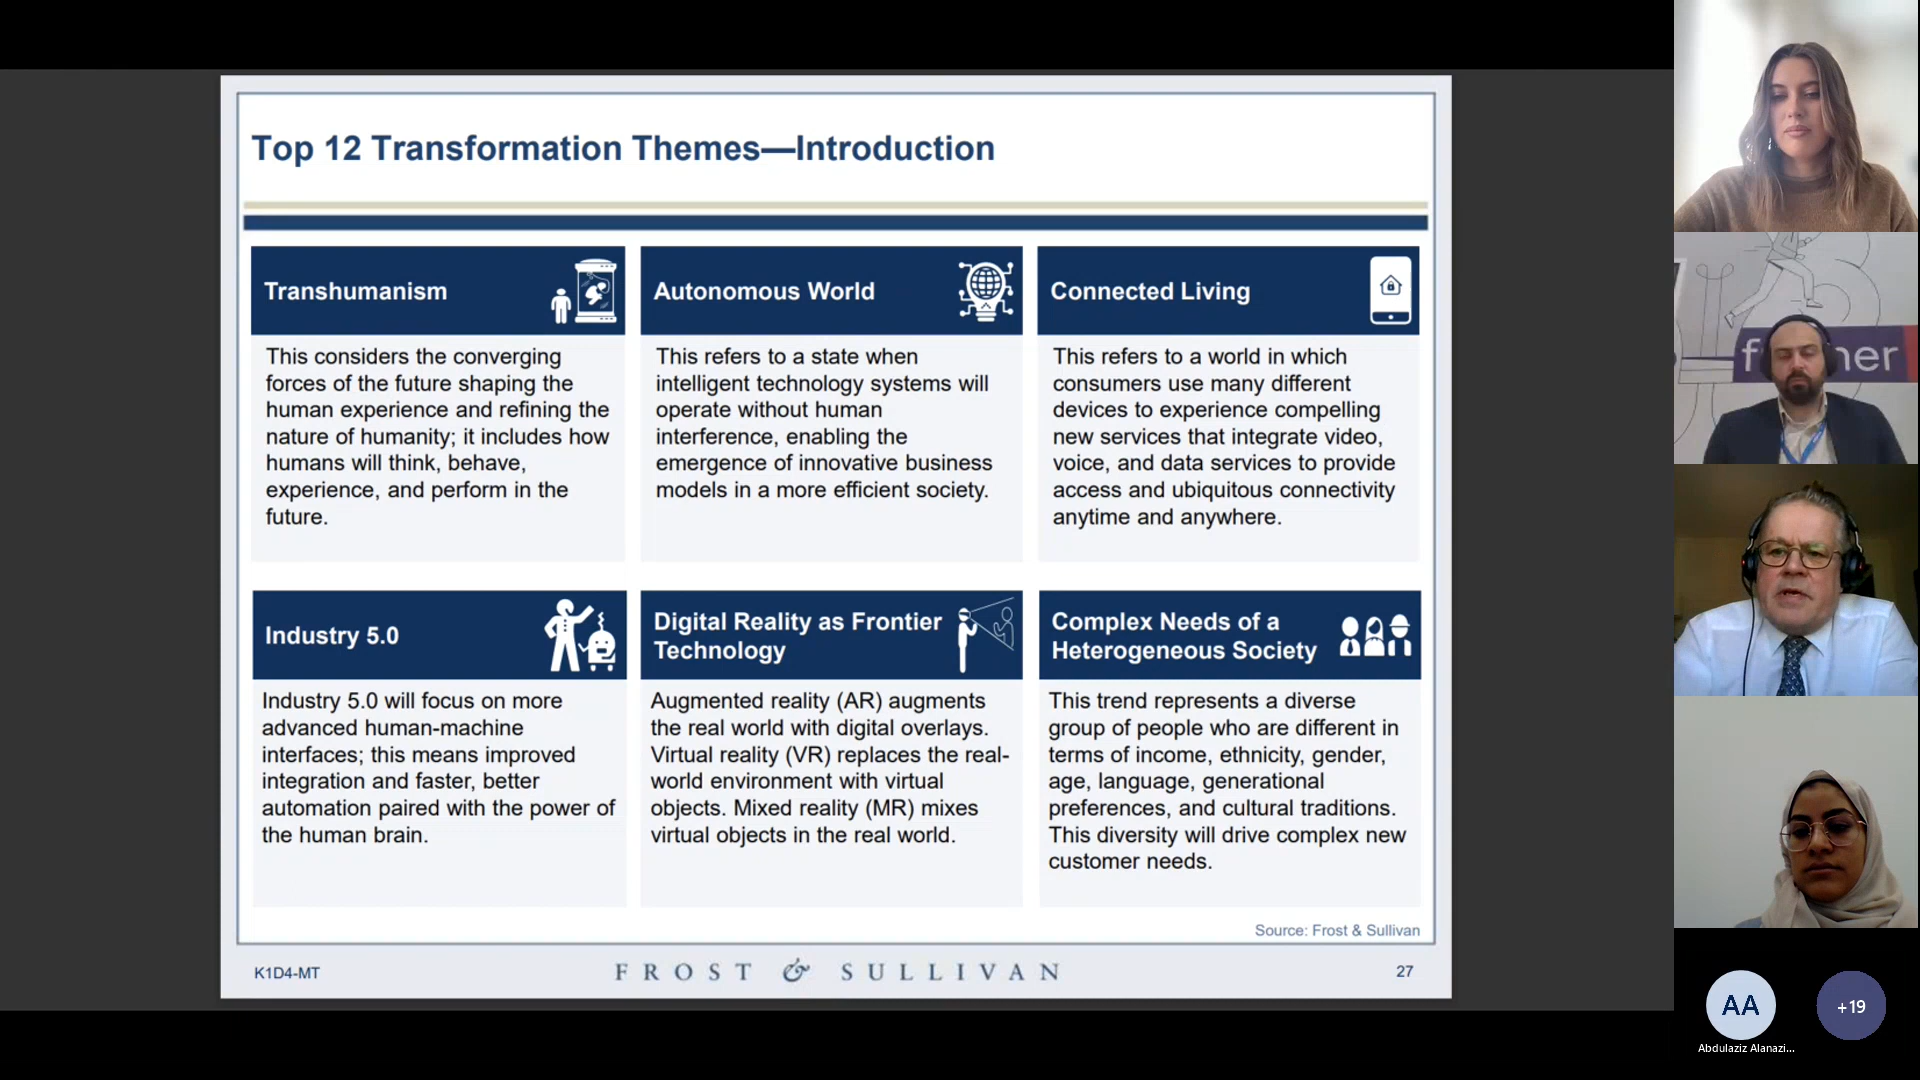 Top 12 Transformation Themes—Introduction
Transhumanism
This considers the converging
forces of the future shaping the
human experience and refining the
nature of humanity; it includes how
humans will think, behave,
experience, and perform in the
future.
Autonomous World
This refers to a state when
intelligent technology systems will
operate without human
interference, enabling the
emergence of innovative business
models in a more efficient society.
Connected Living
This refers to a world in which
consumers use many different
devices to experience compelling
new services that integrate video,
voice, and data services to provide
access and ubiquitous connectivity
anytime and anywhere.
Industry 5.0
Industry 5.0 will focus on more
advanced human-machine
interfaces; this means improved
integration and faster, better
automation paired with the power of
the human brain.
Digital Reality as Frontier
Technology
Augmented reality (AR) augments
the real world with digital overlays.
Virtual reality (VR) replaces the real-
world environment with virtual
objects. Mixed reality (MR) mixes
virtual objects in the real world.
Complex Needs of a
Heterogeneous Society
This trend represents a diverse
group of people who are different in
terms of income, ethnicity, gender,
age, language, generational
preferences, and cultural traditions.
This diversity will drive complex new
customer needs.
Source: Frost & Sullivan
K1D4-MT
FROST & SULLIVAN
27
AA
+19
Abdulaziz Alanazi...